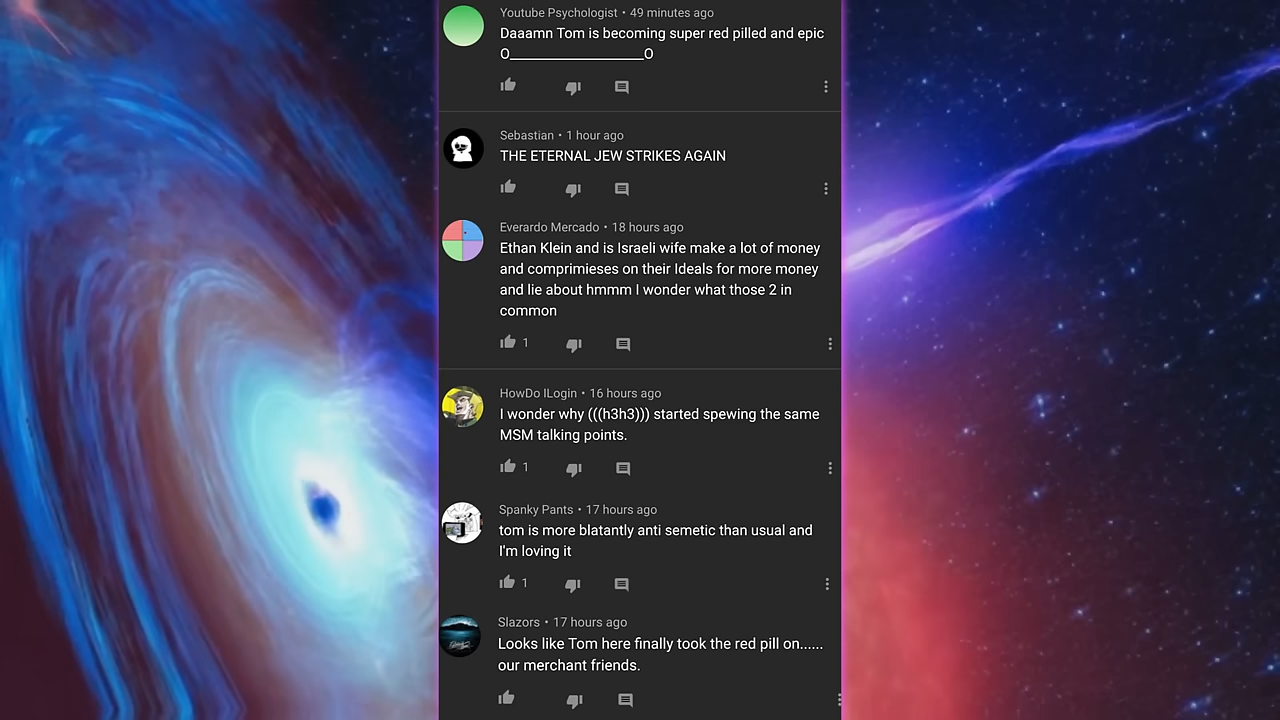 Youtube Psychologist • 49 minutes ago
Daaamn Tom is becoming super red pilled and epic
O__________________O
Sebastian • 1 hour ago
THE ETERNAL JEW STRIKES AGAIN
Everardo Mercado • 18 hours ago
Ethan Klein and is Israeli wife make a lot of money
and comprimieses on their Ideals for more money
and lie about hmmm I wonder what those 2 in
common
1
HowDo ILogin • 16 hours ago
I wonder why (((h3h3))) started spewing the same
MSM talking points.
1
Spanky Pants • 17 hours ago
tom is more blatantly anti semetic than usual and
I'm loving it
1
Slazors • 17 hours ago
Looks like Tom here finally took the red pill on......
our merchant friends.